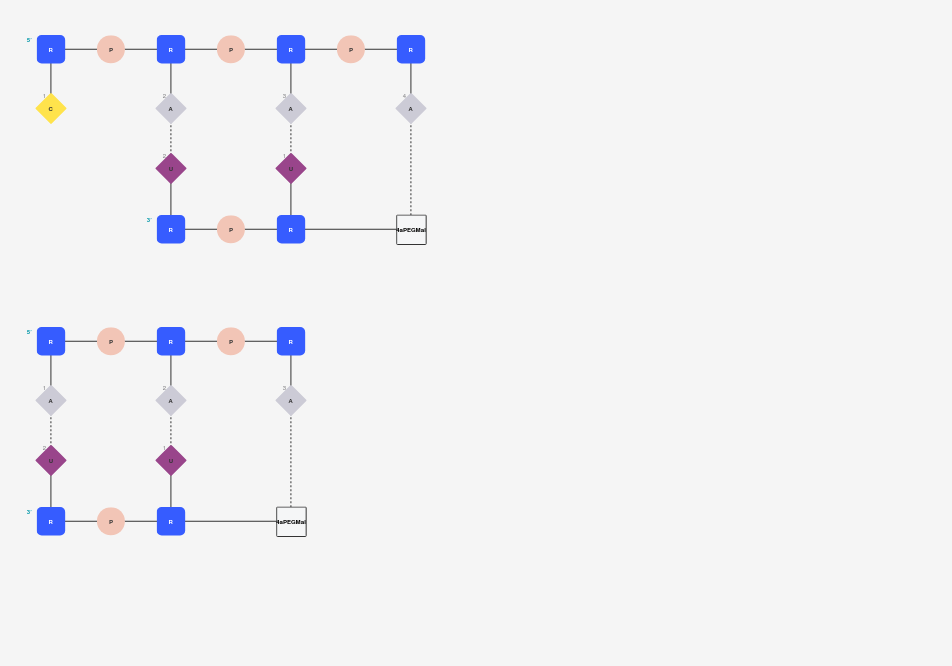 5'
R P R P R P R
1 2 3 4
C A A A
2 1
U U
3'
R P R 4aPEGMal
5'
R P R P R
1 2 3
A A A
2 1
U U
3'
R P R 4aPEGMal